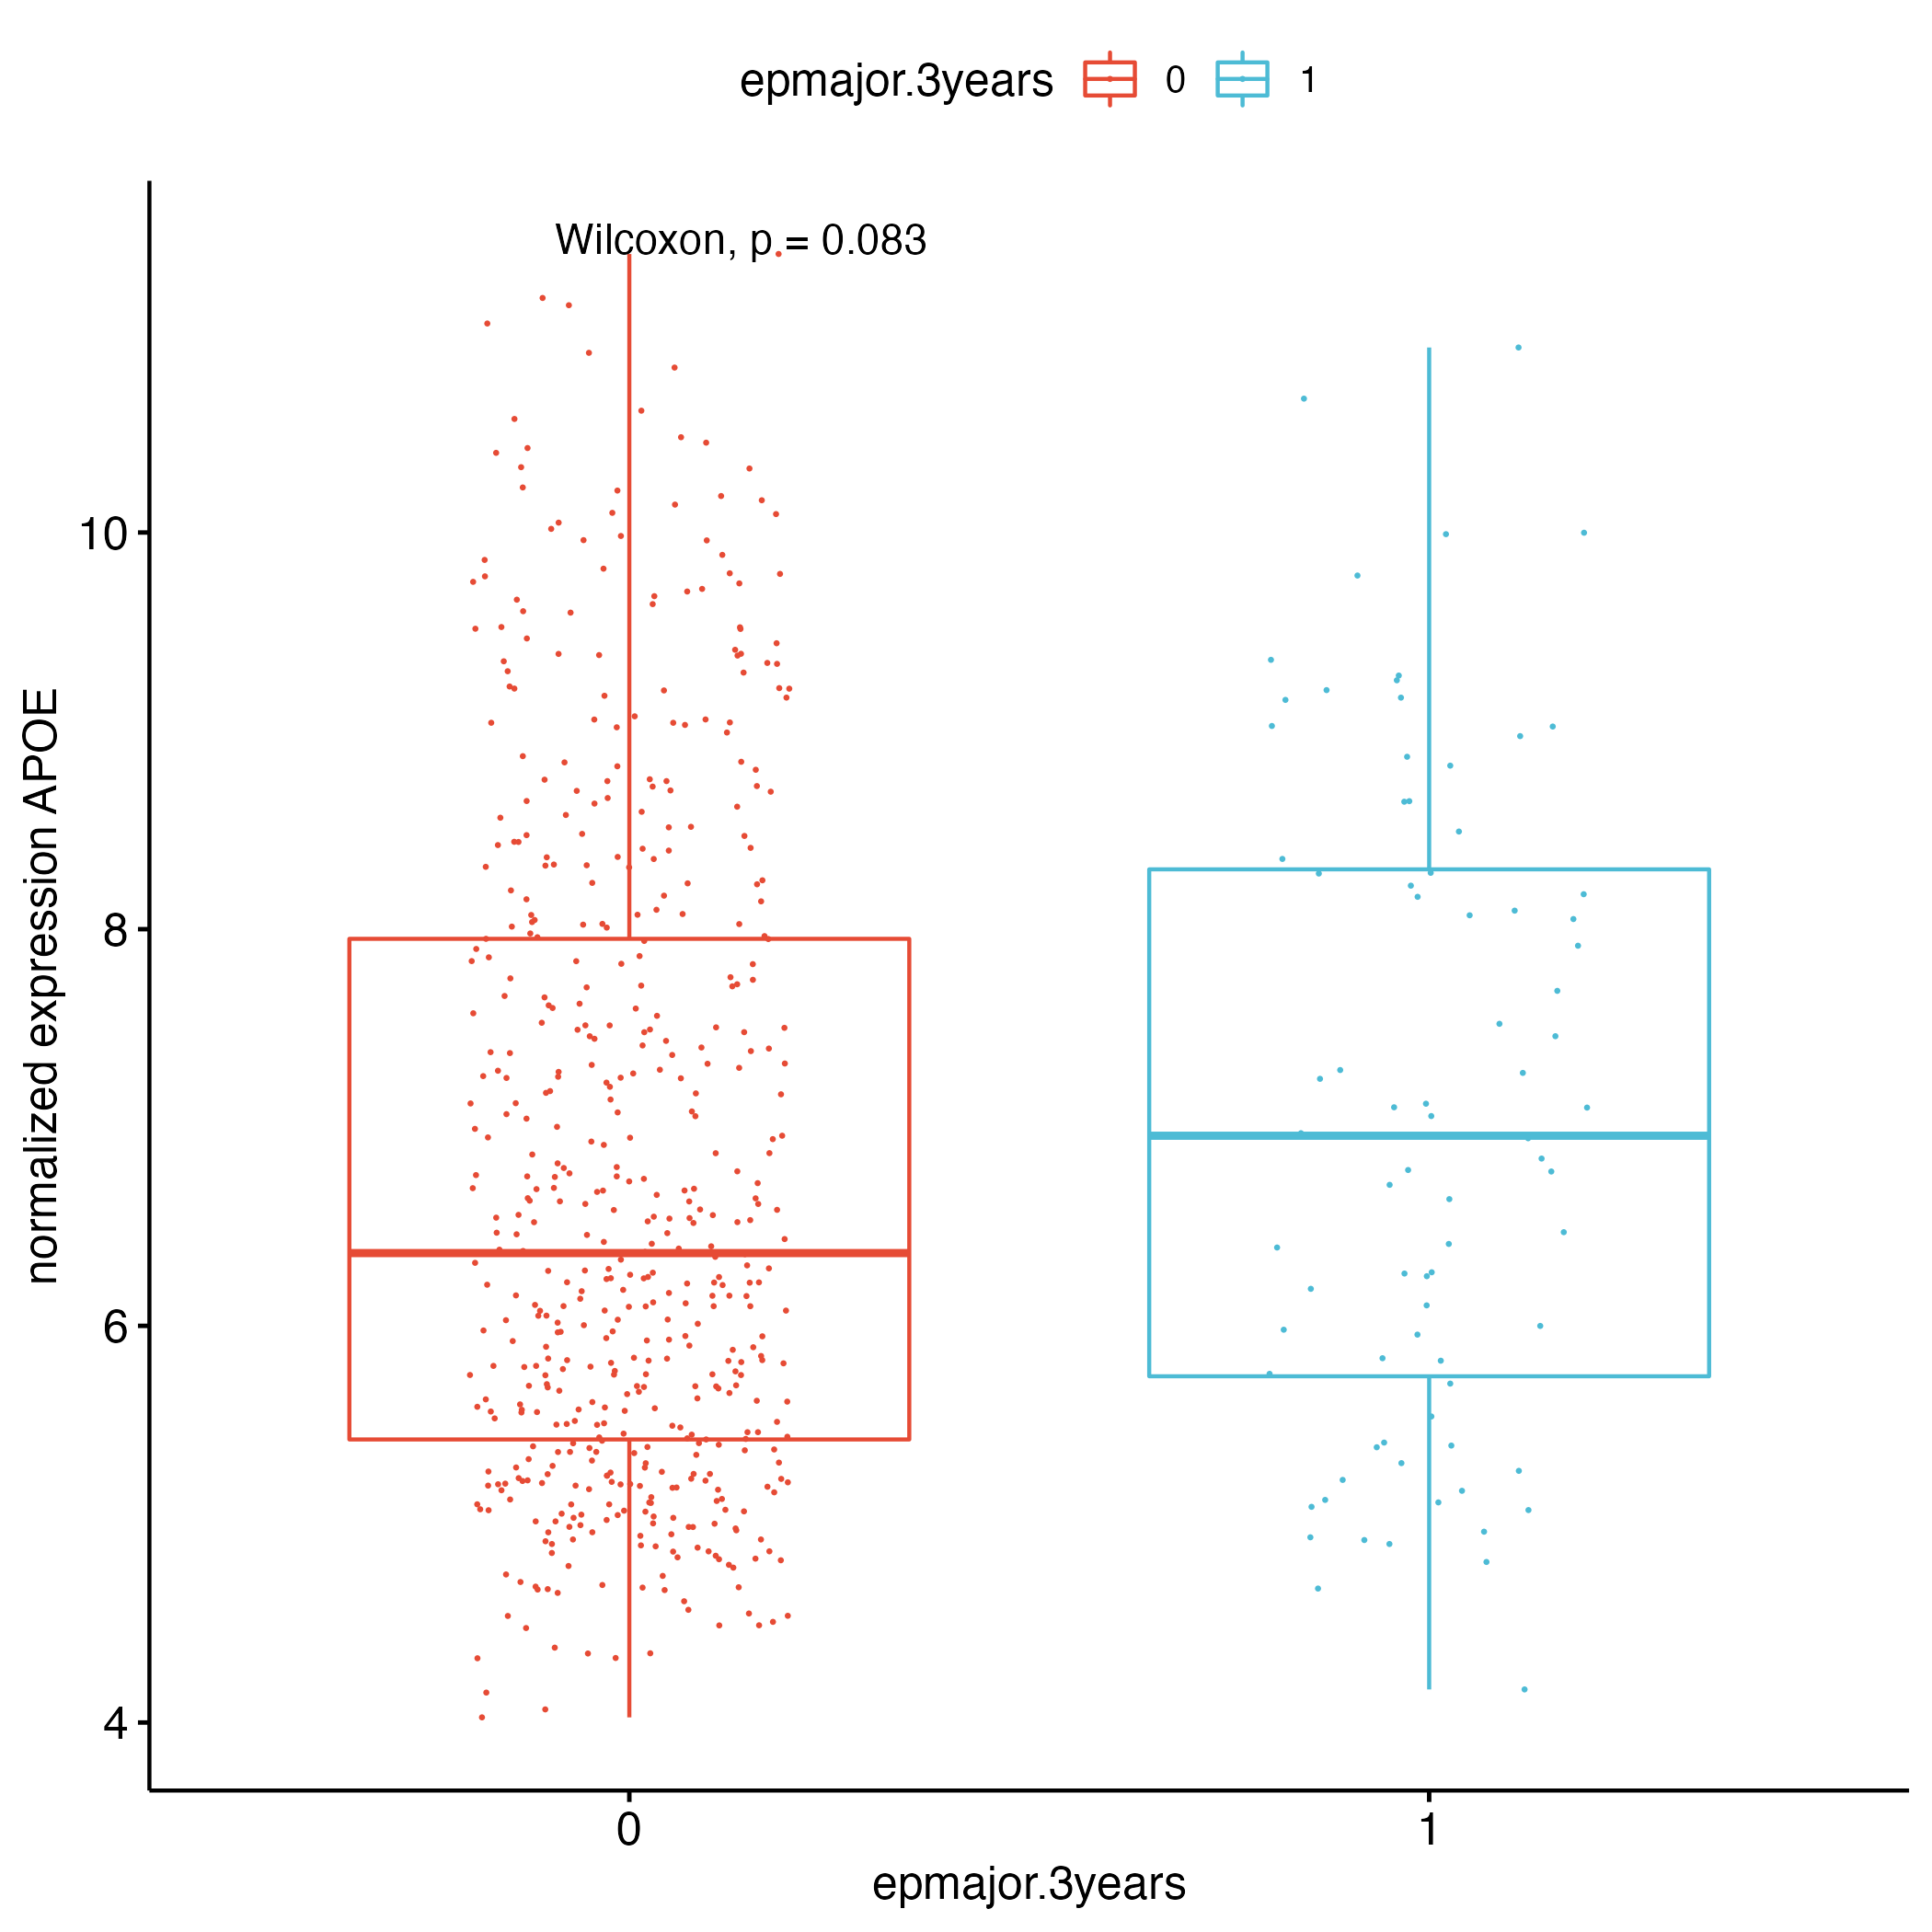 epmajor.3years 0 1
Wilcoxon, p = 0.083
normalized expression APOE
10
8
6
4
0 1
epmajor.3years